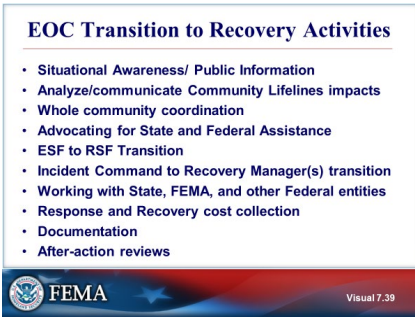 EOC Transition to Recovery Activities
• Situational Awareness/ Public Information
• Analyze/communicate Community Lifelines impacts
• Whole community coordination
• Advocating for State and Federal Assistance
• ESF to RSF Transition
• Incident Command to Recovery Manager(s) transition
• Working with State, FEMA, and other Federal entities
• Response and Recovery cost collection
• Documentation
• After-action reviews
FEMA
Visual 7.39